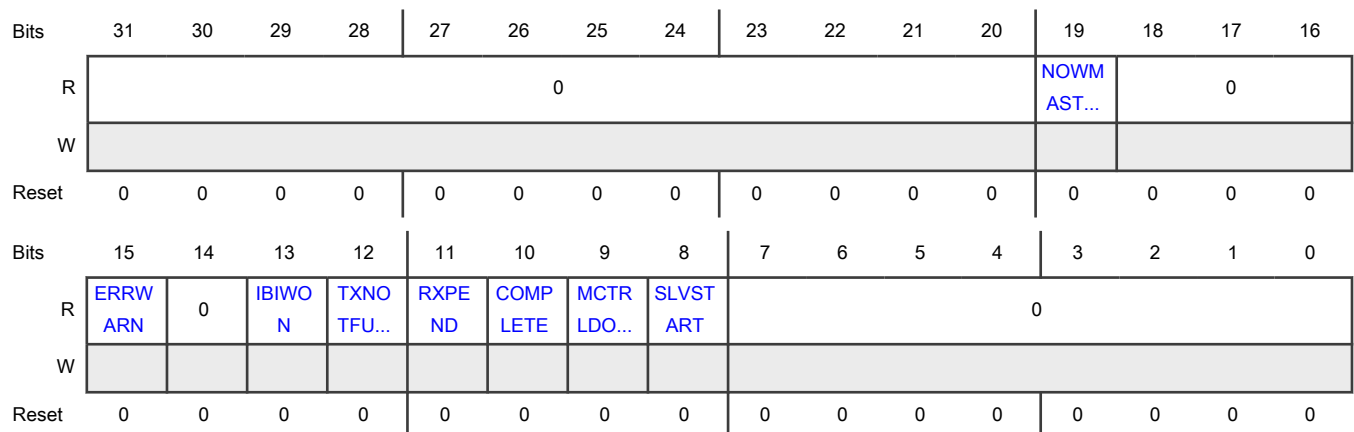 Bits 31 30 29 28 27 26 25 24 23 22 21 20 19 18 17 16
R 0 NOWM AST... 0
W
Reset 0 0 0 0 0 0 0 0 0 0 0 0 0 0 0 0
Bits 15 14 13 12 11 10 9 8 7 6 5 4 3 2 1 0
R ERRW ARN 0 IBIWO N TXNO TFU... RXPE ND COMP LETE MCTR LDO... SLVST ART 0
W
Reset 0 0 0 0 0 0 0 0 0 0 0 0 0 0 0 0